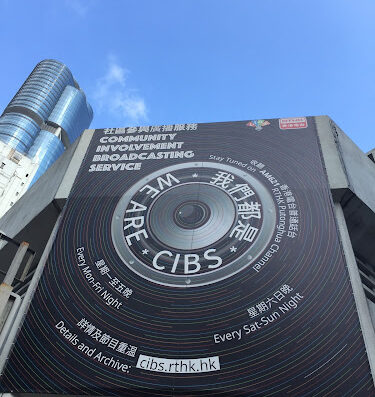 社區參與廣播服務
COMMUNITY
INVOLVEMENT
BROADCASTING
SERVICE
Stay Tuned on
收聽 AM621 香港電台普通話台
RTHK Putonghua Channel
我們都是
WE ARE *CIBS*
星期一至五晚
Every Mon-Fri Night
星期六日晚
Every Sat-Sun Night
詳情及節目重溫
Details and Archive: cibs.rthk.hk